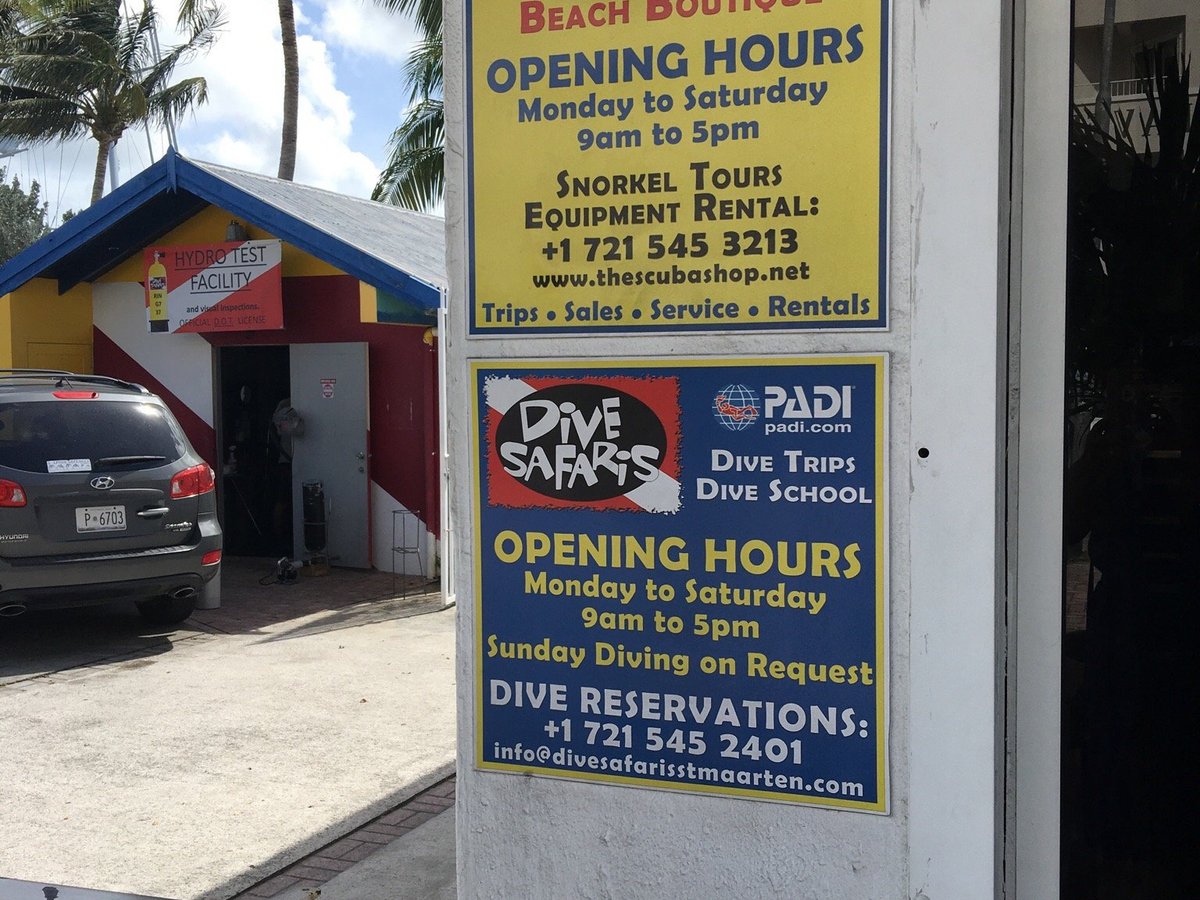 BEACH BOUTIQUE
OPENING HOURS
Monday to Saturday
9am to 5pm
SNORKEL TOURS
EQUIPMENT RENTAL:
+1 721 545 3213
www.thescubashop.net
Trips • Sales • Service • Rentals
DIVE
SAFARIS
PADI
padi.com
DIVE TRIPS
DIVE SCHOOL
OPENING HOURS
Monday to Saturday
9am to 5pm
Sunday Diving on Request
DIVE RESERVATIONS:
+1 721 545 2401
info@divesafarisstmaarten.com
HYDRO TEST
FACILITY
and visual inspections.
OFFICIAL D.O.T. LICENSE
P 6703
HYUNDAI